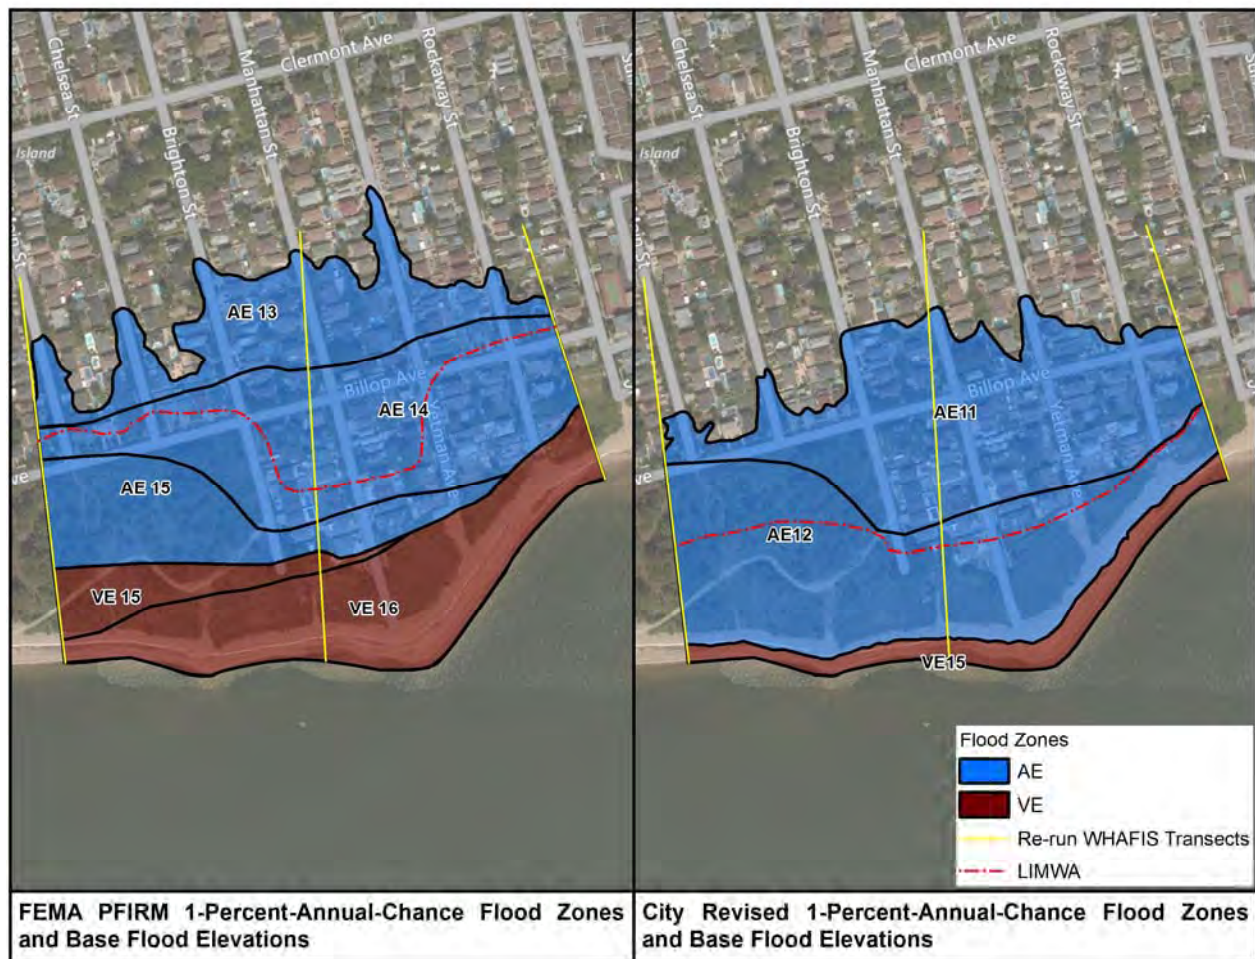 Chelsea St
Brighton St
Manhattan St
Clermont Ave
Rockaway St
Island
AE 13
Billop Ave
AE 14
Yetman Ave
AE 15
VE 15
VE 16
FEMA PFIRM 1-Percent-Annual-Chance Flood Zones
and Base Flood Elevations
Chelsea St
Brighton St
Manhattan St
Clermont Ave
Rockaway St
Island
Billop Ave
AE11
Yetman Ave
AE12
VE15
Flood Zones
AE
VE
Re-run WHAFIS Transects
LIMWA
City Revised 1-Percent-Annual-Chance Flood Zones
and Base Flood Elevations